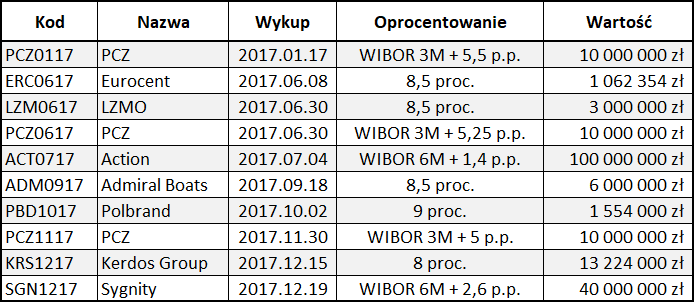 Kod Nazwa Wykup Oprocentowanie Wartość
PCZ0117 PCZ 2017.01.17 WIBOR 3M + 5,5 p.p. 10 000 000 zł
ERC0617 Eurocent 2017.06.08 8,5 proc. 1 062 354 zł
LZM0617 LZMO 2017.06.30 8,5 proc. 3 000 000 zł
PCZ0617 PCZ 2017.06.30 WIBOR 3M + 5,25 p.p. 10 000 000 zł
ACT0717 Action 2017.07.04 WIBOR 6M + 1,4 p.p. 100 000 000 zł
ADM0917 Admiral Boats 2017.09.18 8,5 proc. 6 000 000 zł
PBD1017 Polbrand 2017.10.02 9 proc. 1 554 000 zł
PCZ1117 PCZ 2017.11.30 WIBOR 3M + 5 p.p. 10 000 000 zł
KRS1217 Kerdos Group 2017.12.15 8 proc. 13 224 000 zł
SGN1217 Sygnity 2017.12.19 WIBOR 6M + 2,6 p.p. 40 000 000 zł